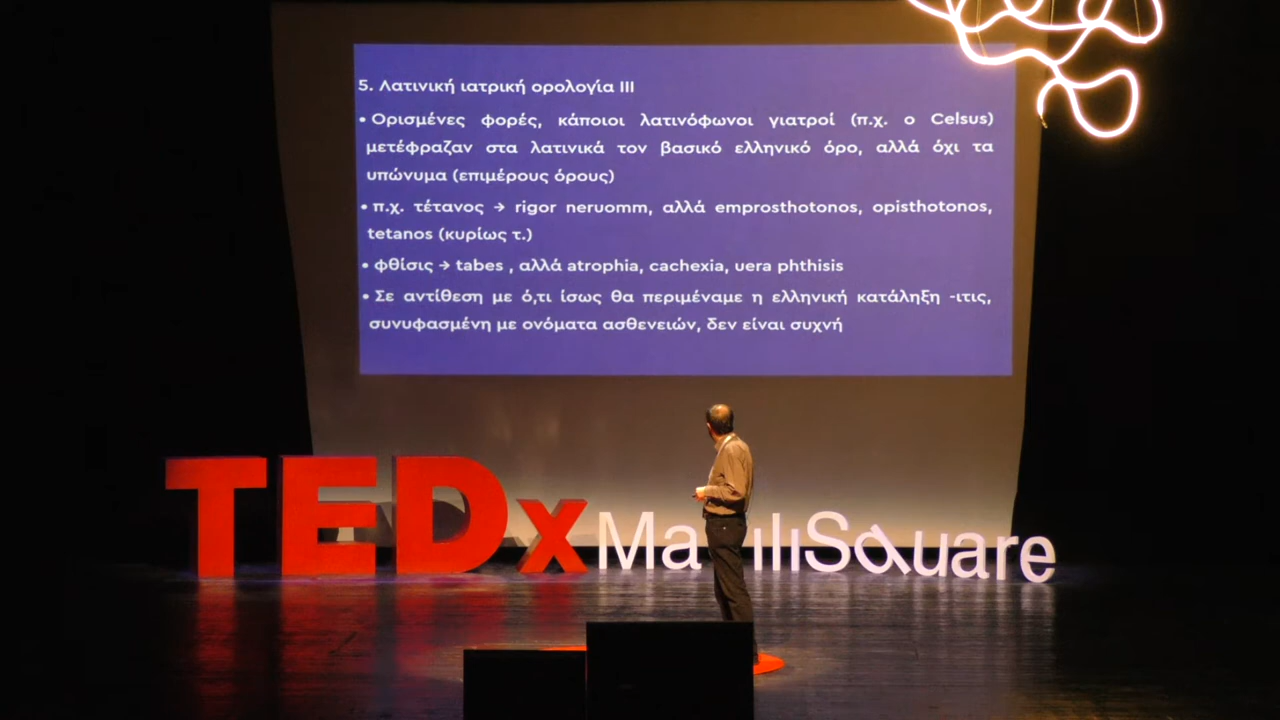 5. Λατινική ιατρική ορολογία III
• Ορισμένες φορές, κάποιοι λατινόφωνοι γιατροί (π.χ. ο Celsus)
μετέφραζαν στα λατινικά τον βασικό ελληνικό όρο, αλλά όχι τα
υπώνυμα (επιμέρους όρους)
• π.χ. τέτανος → rigor neruomm, αλλά emprosthotonos, opisthotonos,
tetanos (κυρίως τ.)
• φθίσις → tabes , αλλά atrophia, cachexia, uera phthisis
• Σε αντίθεση με ό,τι ίσως θα περιμέναμε η ελληνική κατάληξη -ιτις,
συνυφασμένη με ονόματα ασθενειών, δεν είναι συχνή
TEDx